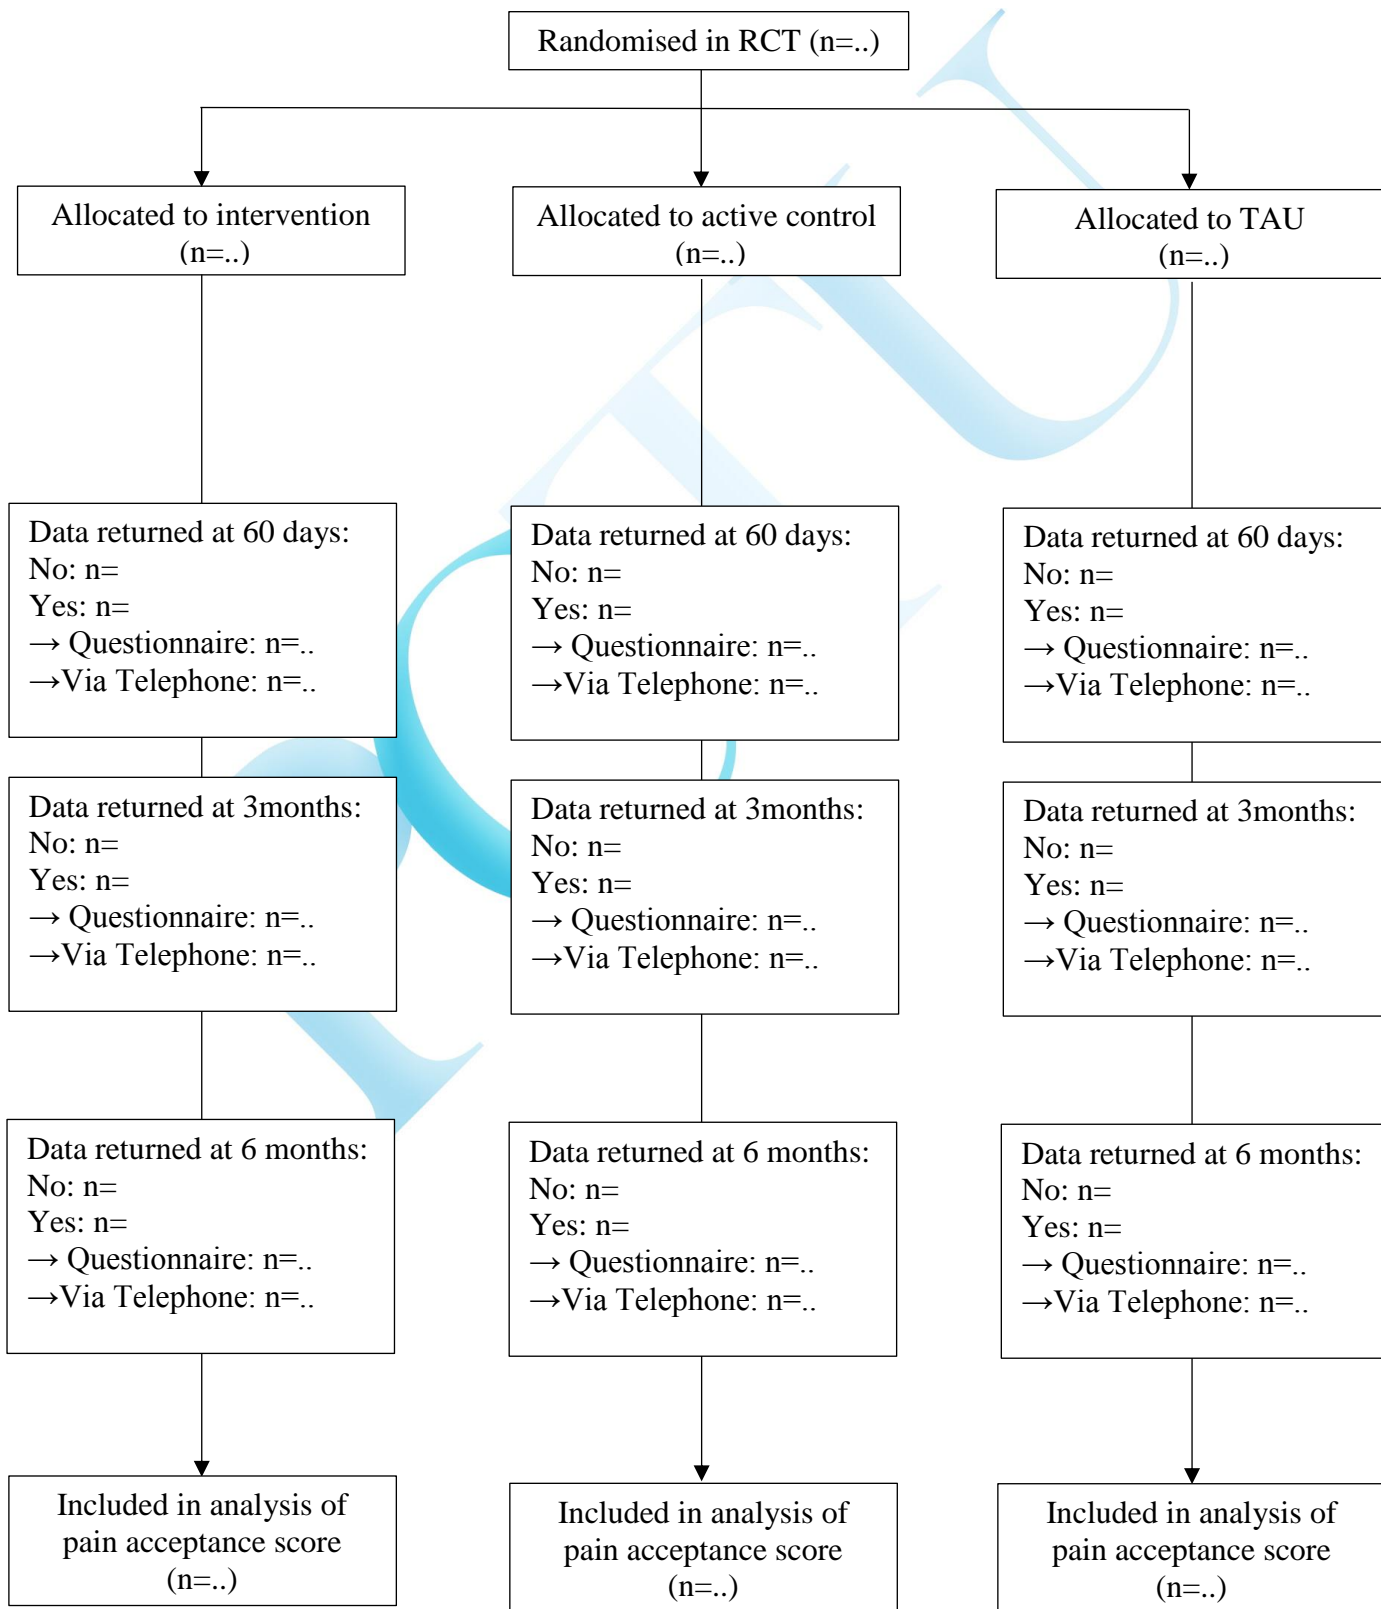 Randomised in RCT (n=..)
Allocated to intervention
(n=..)
Allocated to active control
(n=..)
Allocated to TAU
(n=..)
Data returned at 60 days:
No: n=
Yes: n=
→ Questionnaire: n=..
→Via Telephone: n=..
Data returned at 60 days:
No: n=
Yes: n=
→ Questionnaire: n=..
→Via Telephone: n=..
Data returned at 60 days:
No: n=
Yes: n=
→ Questionnaire: n=..
→Via Telephone: n=..
Data returned at 3months:
No: n=
Yes: n=
→ Questionnaire: n=..
→Via Telephone: n=..
Data returned at 3months:
No: n=
Yes: n=
→ Questionnaire: n=..
→Via Telephone: n=..
Data returned at 3months:
No: n=
Yes: n=
→ Questionnaire: n=..
→Via Telephone: n=..
Data returned at 6 months:
No: n=
Yes: n=
→ Questionnaire: n=..
→Via Telephone: n=..
Data returned at 6 months:
No: n=
Yes: n=
→ Questionnaire: n=..
→Via Telephone: n=..
Data returned at 6 months:
No: n=
Yes: n=
→ Questionnaire: n=..
→Via Telephone: n=..
Included in analysis of
pain acceptance score
(n=..)
Included in analysis of
pain acceptance score
(n=..)
Included in analysis of
pain acceptance score
(n=..)